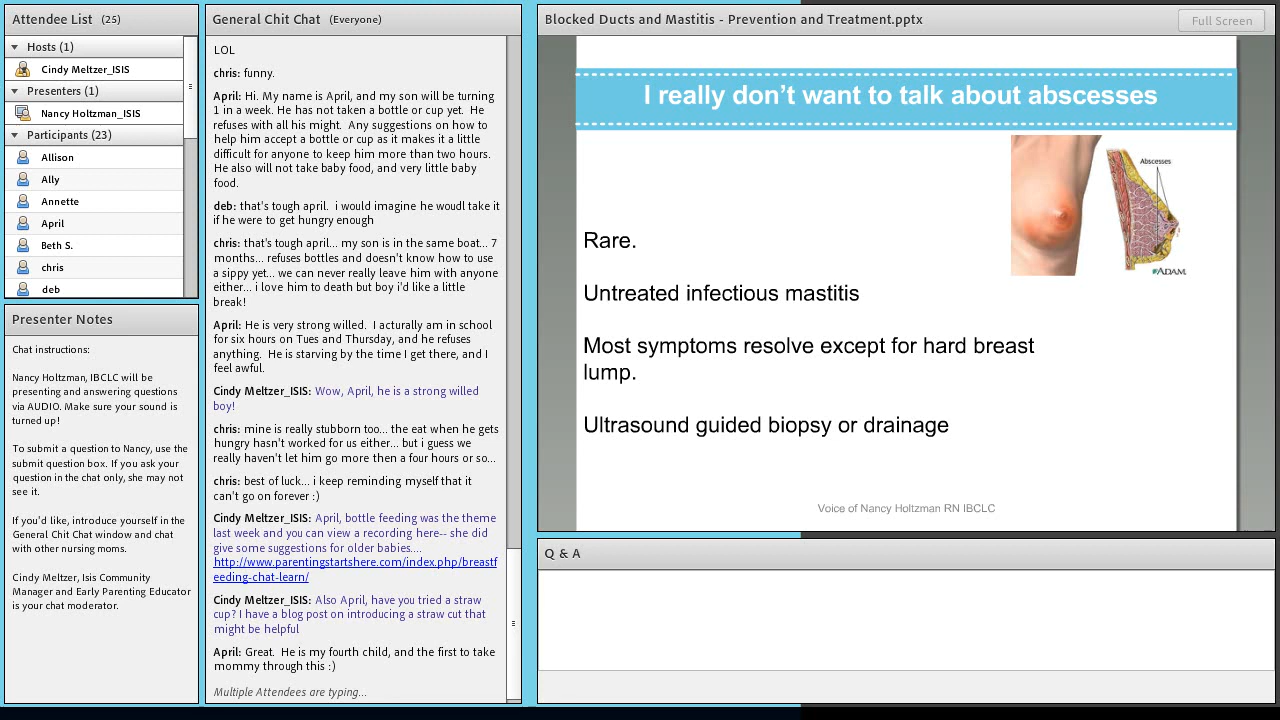 Attendee List (25)
Hosts (1)
Cindy Meltzer_ISIS
Presenters (1)
Nancy Holtzman_ISIS
Participants (23)
Allison
Ally
Annette
April
Beth S.
chris
deb
Presenter Notes
Chat instructions:
Nancy Holtzman, IBCLC will be
presenting and answering questions
via AUDIO. Make sure your sound is
turned up!
To submit a question to Nancy, use the
submit question box. If you ask your
question in the chat only, she may not
see it.
If you'd like, introduce yourself in the
General Chit Chat window and chat
with other nursing moms.
Cindy Meltzer, Isis Community
Manager and Early Parenting Educator
is your chat moderator.
General Chit Chat (Everyone)
LOL
chris: funny.
April: Hi. My name is April, and my son will be turning
1 in a week. He has not taken a bottle or cup yet. He
refuses with all his might. Any suggestions on how to
help him accept a bottle or cup as it makes it a little
difficult for anyone to keep him more than two hours.
He also will not take baby food, and very little baby
food.
deb: that's tough april. i would imagine he woudl take it
if he were to get hungry enough
chris: that's tough april... my son is in the same boat... 7
months... refuses bottles and doesn't know how to use
a sippy yet... we can never really leave him with anyone
either... i love him to death but boy i'd like a little
break!
April: He is very strong willed. I acturally am in school
for six hours on Tues and Thursday, and he refuses
anything. He is starving by the time I get there, and I
feel awful.
Cindy Meltzer_ISIS: Wow, April, he is a strong willed
boy!
chris: mine is really stubborn too... the eat when he gets
hungry hasn't worked for us either... but i guess we
really haven't let him go more then a four hours or so...
chris: best of luck... i keep reminding myself that it
can't go on forever :)
Cindy Meltzer_ISIS: April, bottle feeding was the theme
last week and you can view a recording here-- she did
give some suggestions for older babies....
http://www.parentingstartshere.com/index.php/breastf
eeding-chat-learn/
Cindy Meltzer_ISIS: Also April, have you tried a straw
cup? I have a blog post on introducing a straw cut that
might be helpful
April: Great. He is my fourth child, and the first to take
mommy through this :)
Multiple Attendees are typing...
Blocked Ducts and Mastitis - Prevention and Treatment.pptx
Full Screen
I really don't want to talk about abscesses
Abscesses
ADAM.
Rare.
Untreated infectious mastitis
Most symptoms resolve except for hard breast
lump.
Ultrasound guided biopsy or drainage
Voice of Nancy Holtzman RN IBCLC
Q & A